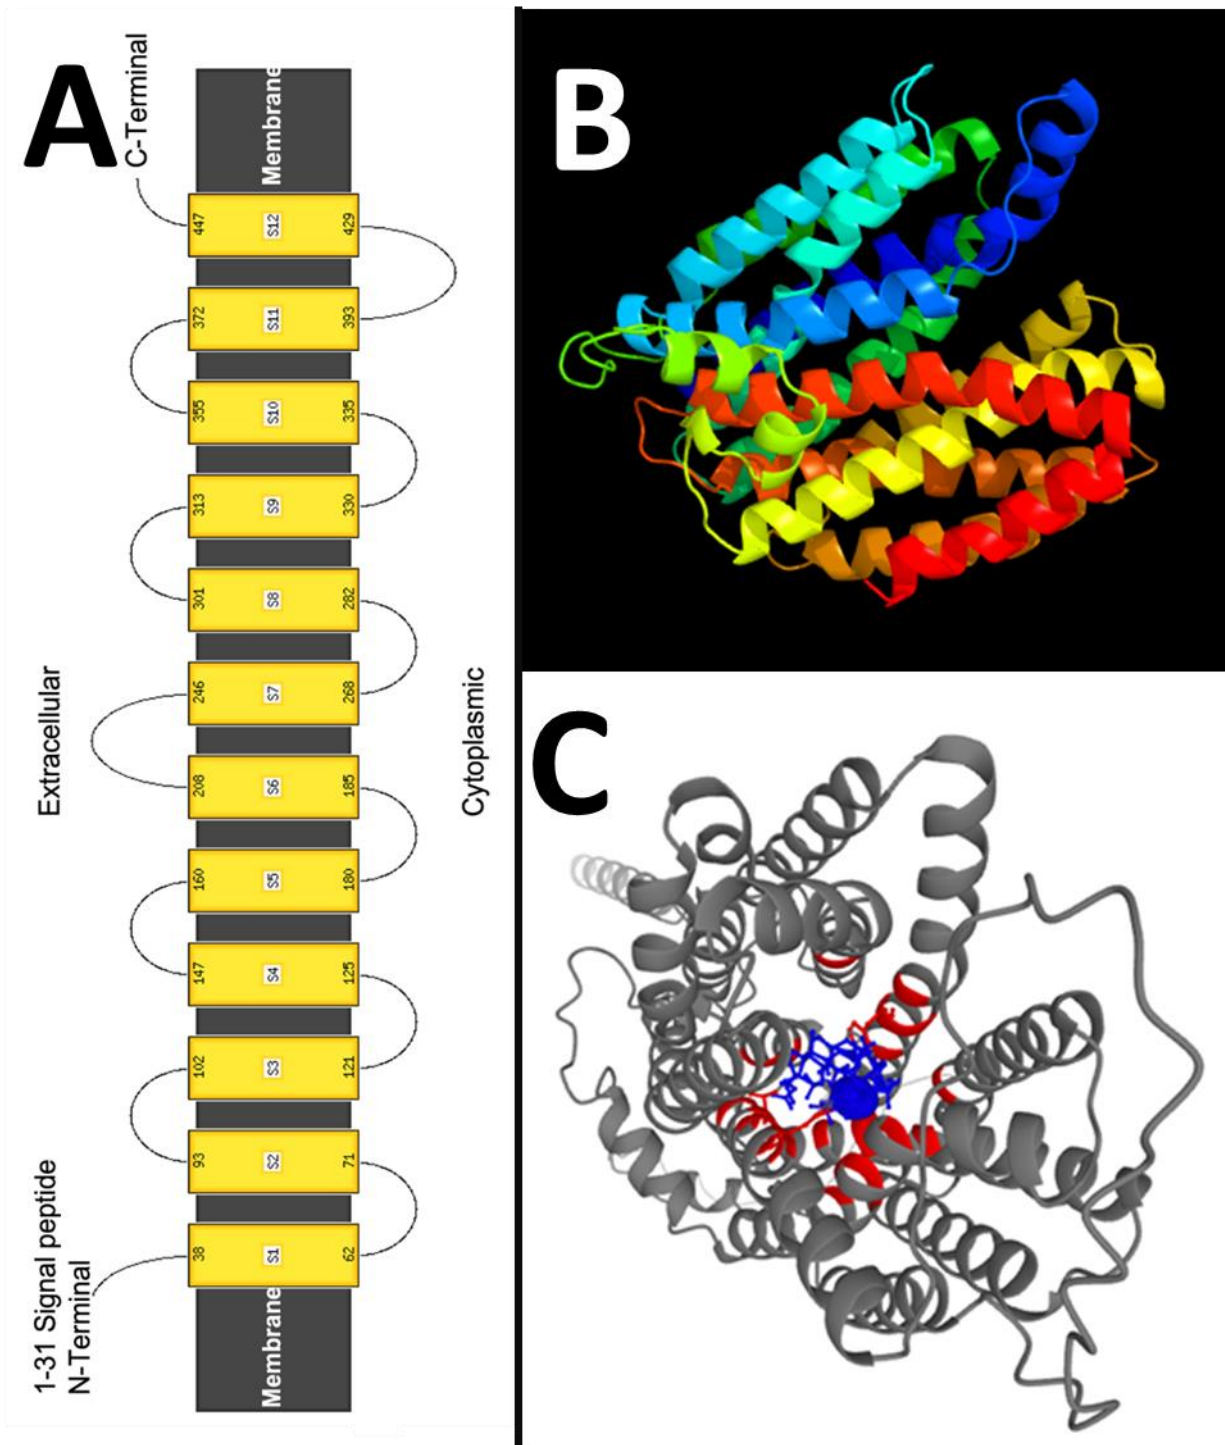 A
C-Terminal
Membrane
447 S12 429
372 S11 393
355 S10 335
313 S9 330
301 S8 282
246 S7 268
208 S6 185
160 S5 180
147 S4 125
102 S3 121
93 S2 71
38 S1 62
Extracellular
Cytoplasmic
1-31 Signal peptide
N-Terminal
Membrane
B
C